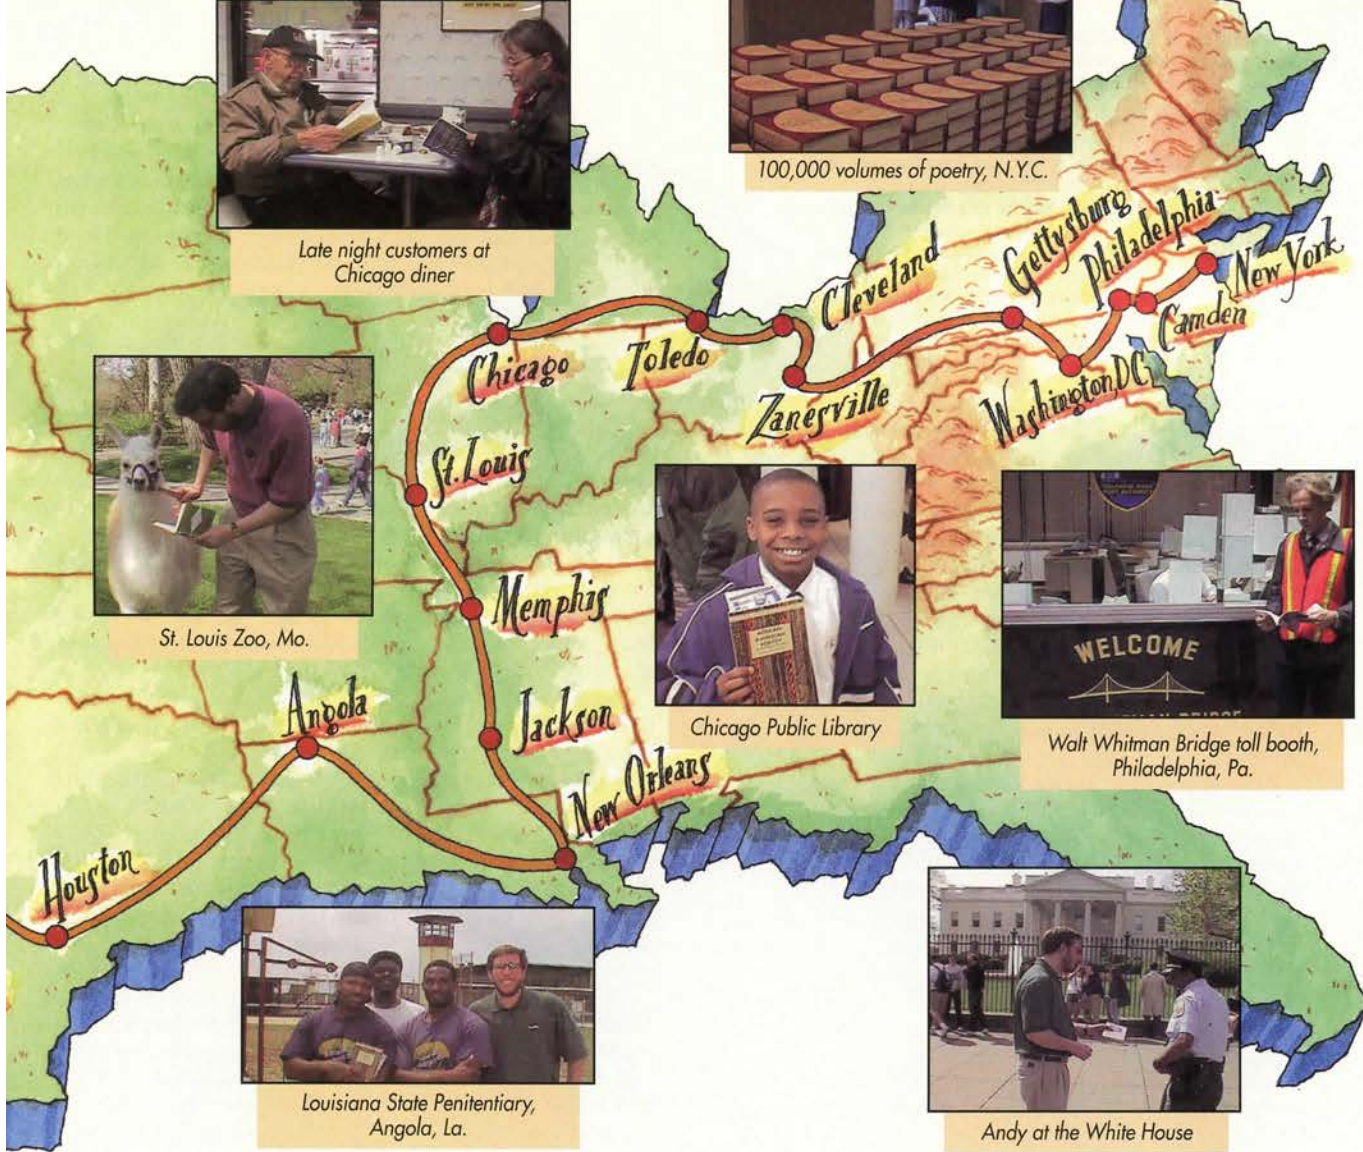 100,000 volumes of poetry, N.Y.C.
Late night customers at
Chicago diner
Gettysburg
Philadelphia
New York
Cleveland
Camden
Chicago
Toledo
Zanesville
Washington, DC
St. Louis
St. Louis Zoo, Mo.
Memphis
Angola
Jackson
New Orleans
Houston
Chicago Public Library
WELCOME
Walt Whitman Bridge toll booth,
Philadelphia, Pa.
Louisiana State Penitentiary,
Angola, La.
Andy at the White House